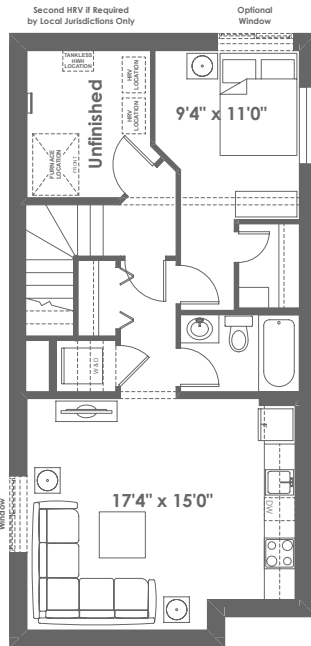 Second HRV if Required
by Local Jurisdictions Only
Optional
Window
TANKLESS
HWH
LOCATION
HRV
LOCATION
HRV
LOCATION
Unfinished
9'4" x 11'0"
FURNACE
LOCATION
FRONT
W&D
17'4" x 15'0"
DW
Window